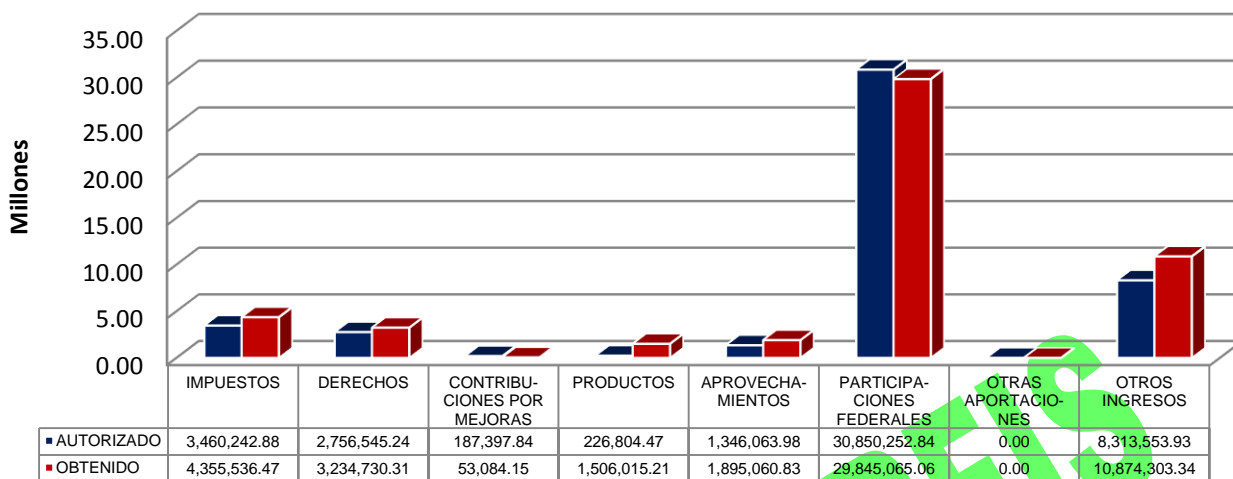 35.00
30.00
25.00
20.00
15.00
10.00
5.00
0.00
Millones
IMPUESTOS DERECHOS CONTRIBU-CIONES POR MEJORAS PRODUCTOS APROVECHA-MIENTOS PARTICIPA-CIONES FEDERALES OTRAS APORTACIO-NES OTROS INGRESOS
AUTORIZADO 3,460,242.88 2,756,545.24 187,397.84 226,804.47 1,346,063.98 30,850,252.84 0.00 8,313,553.93
OBTENIDO 4,355,536.47 3,234,730.31 53,084.15 1,506,015.21 1,895,060.83 29,845,065.06 0.00 10,874,303.34